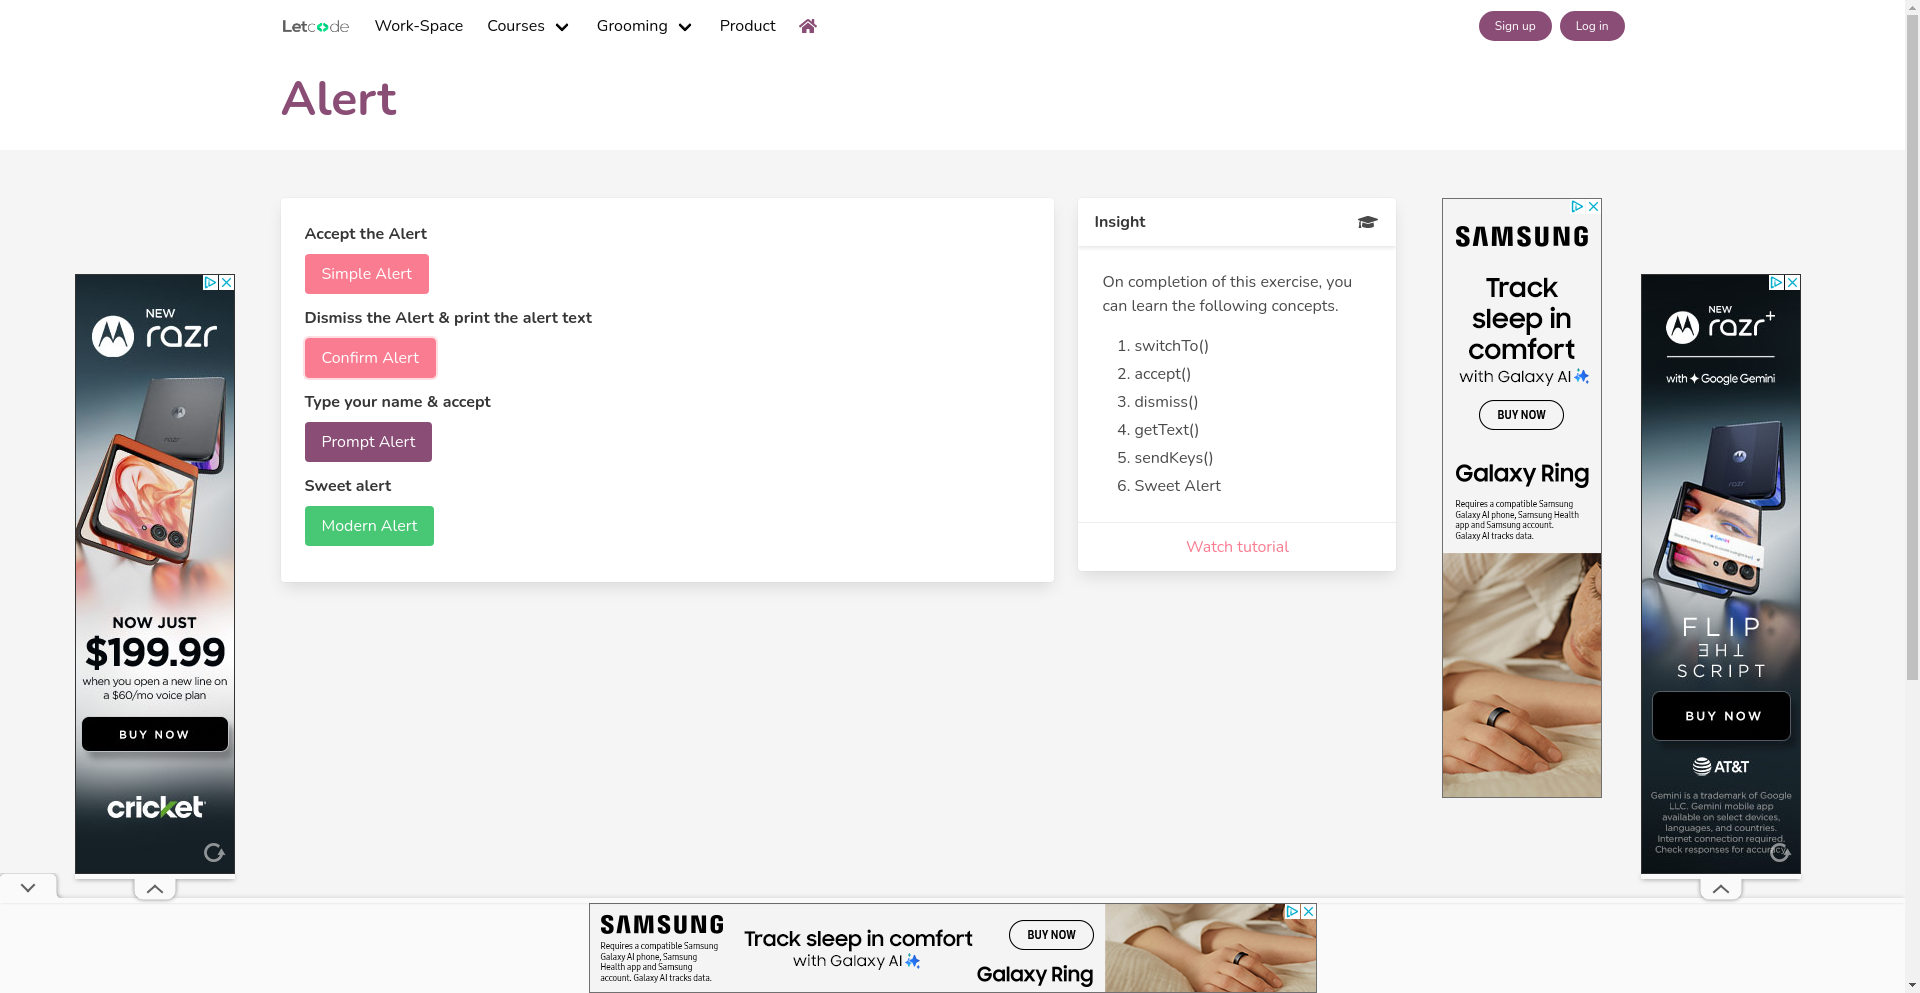 Letcode Work-Space Courses Grooming Product Sign up Log in
Alert
Accept the Alert
Simple Alert
Dismiss the Alert & print the alert text
Confirm Alert
Type your name & accept
Prompt Alert
Sweet alert
Modern Alert
Insight
On completion of this exercise, you
can learn the following concepts.
1. switchTo()
2. accept()
3. dismiss()
4. getText()
5. sendKeys()
6. Sweet Alert
Watch tutorial
NEW
razr
razr
NOW JUST
$199.99
when you open a new line on
a $60/mo voice plan
BUY NOW
cricket
SAMSUNG
Track
sleep in
comfort
with Galaxy AI
BUY NOW
Galaxy Ring
Requires a compatible Samsung
Galaxy AI phone, Samsung Health
app and Samsung account.
Galaxy AI tracks data.
NEW
razr+
with Google Gemini
razr
FLIP
THE
SCRIPT
BUY NOW
AT&T
Gemini is a trademark of Google
LLC. Gemini mobile app
available on select devices,
languages, and countries.
Internet connection required.
Check responses for accuracy.
SAMSUNG
Requires a compatible Samsung
Galaxy AI phone, Samsung
Health app and Samsung
account. Galaxy AI tracks data.
Track sleep in comfort
with Galaxy AI
BUY NOW
Galaxy Ring